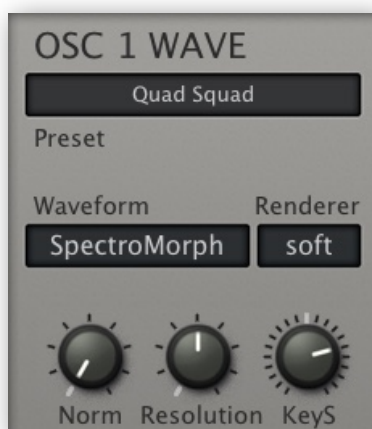 OSC 1 WAVE
Quad Squad
Preset
Waveform Renderer
SpectroMorph soft
Norm Resolution KeyS